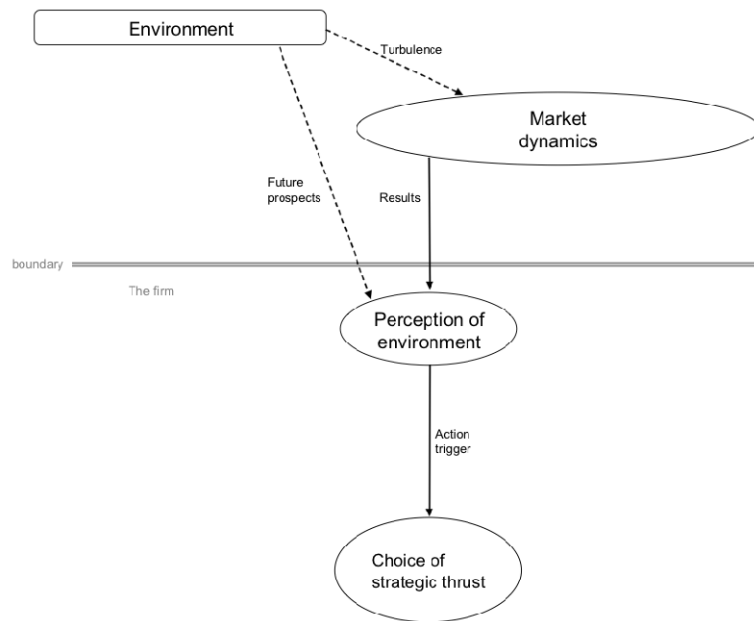 Environment
Turbulence
Market
dynamics
Future
prospects
Results
boundary
The firm
Perception of
environment
Action
trigger
Choice of
strategic thrust